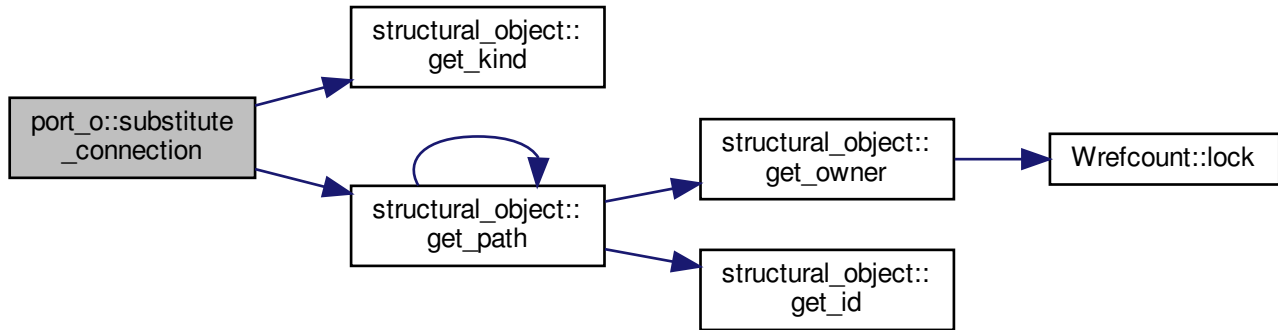 port_o::substitute
_connection
structural_object::
get_kind
structural_object::
get_path
structural_object::
get_owner
structural_object::
get_id
Wrefcount::lock